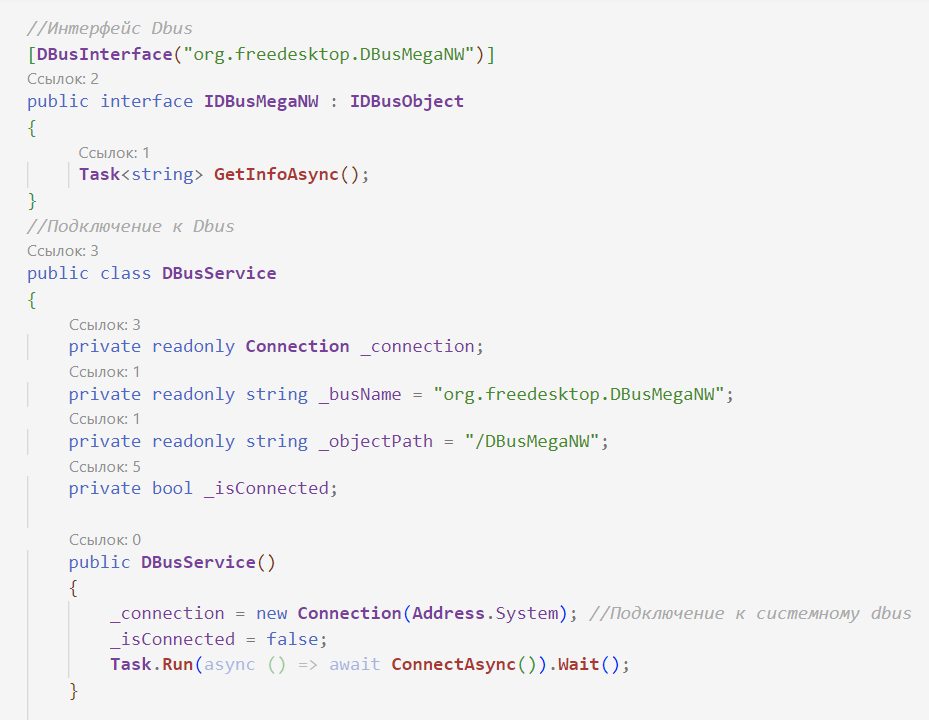 //Интерфейс Dbus
[DBusInterface("org.freedesktop.DBusMegaNW")]
Ссылок: 2
public interface IDBusMegaNW : IDBusObject
{
Ссылок: 1
Task<string> GetInfoAsync();
}
//Подключение к Dbus
Ссылок: 3
public class DBusService
{
Ссылок: 3
private readonly Connection _connection;
Ссылок: 1
private readonly string _busName = "org.freedesktop.DBusMegaNW";
Ссылок: 1
private readonly string _objectPath = "/DBusMegaNW";
Ссылок: 5
private bool _isConnected;
Ссылок: 0
public DBusService()
{
_connection = new Connection(Address.System); //Подключение к системному dbus
_isConnected = false;
Task.Run(async () => await ConnectAsync()).Wait();
}